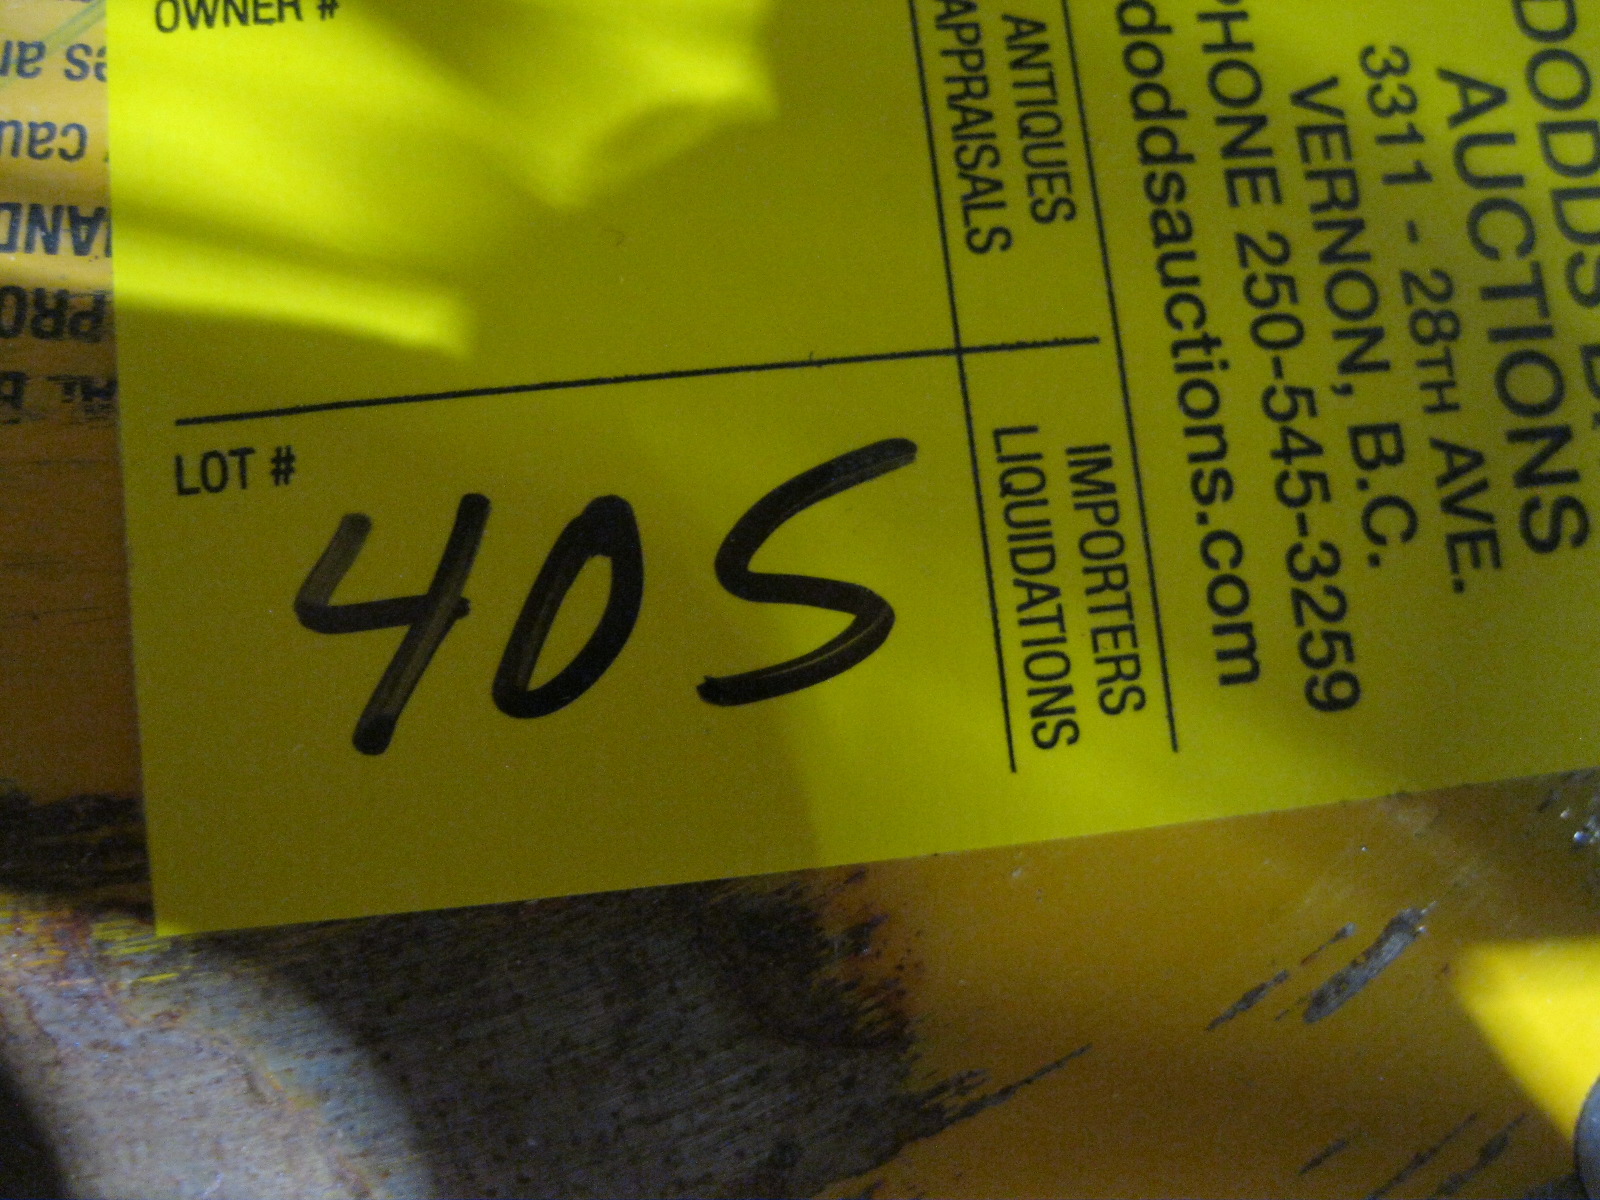 OWNER #
LOT #
405
ANTIQUES
APPRAISALS
IMPORTERS
LIQUIDATIONS
AUCTIONS
3311 - 28TH AVE.
VERNON, B.C.
PHONE 250-545-3259
doddsauctions.com